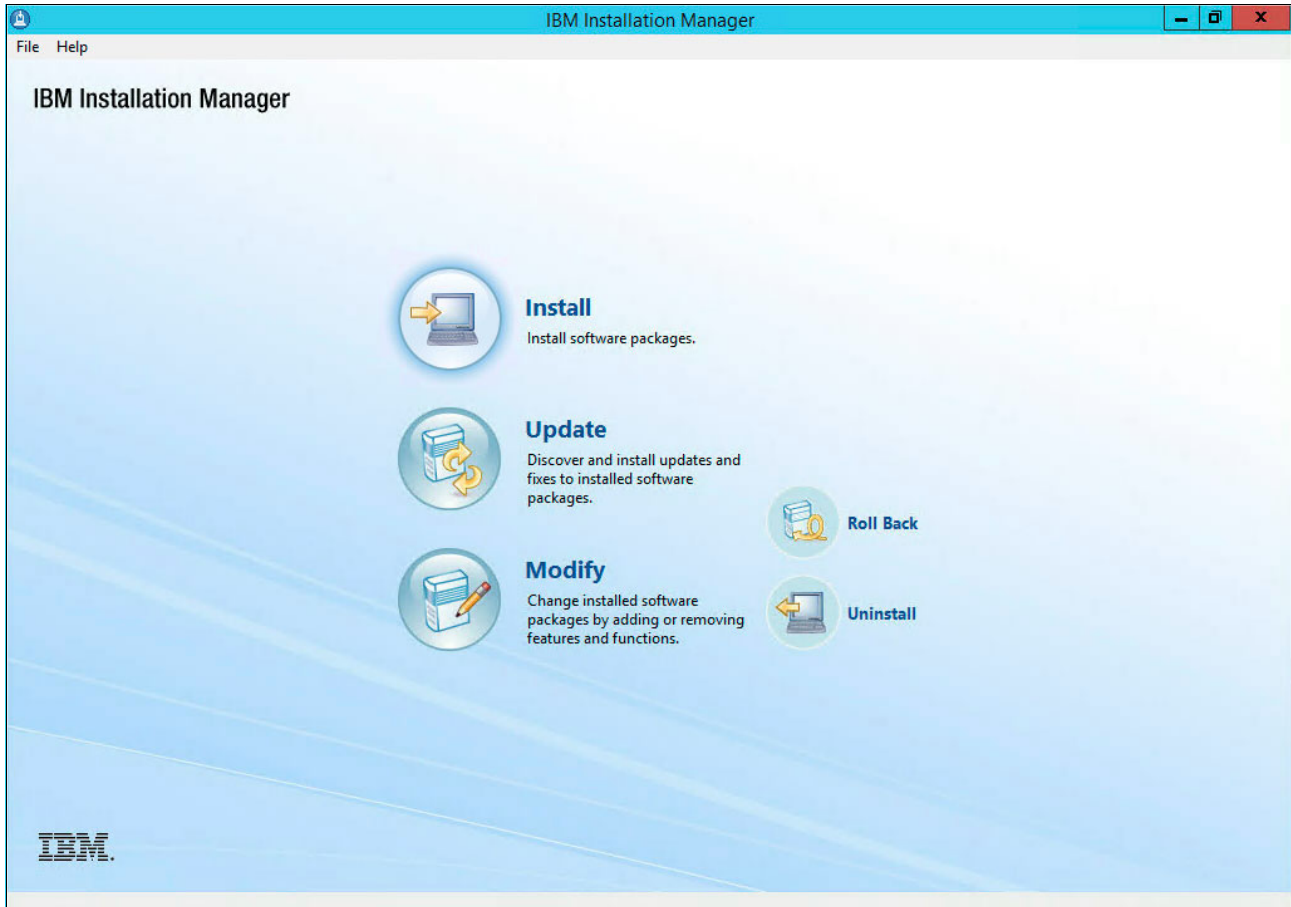 IBM Installation Manager
File Help
IBM Installation Manager
Install
Install software packages.
Update
Discover and install updates and
fixes to installed software
packages.
Roll Back
Modify
Change installed software
packages by adding or removing
features and functions.
Uninstall
IBM.